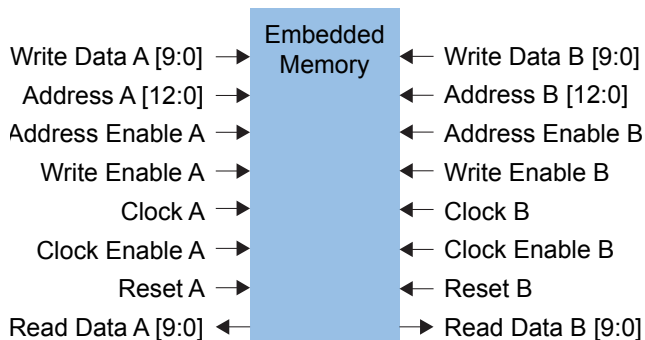 Embedded
Memory
Write Data A [9:0]
Address A [12:0]
Address Enable A
Write Enable A
Clock A
Clock Enable A
Reset A
Read Data A [9:0]
Write Data B [9:0]
Address B [12:0]
Address Enable B
Write Enable B
Clock B
Clock Enable B
Reset B
Read Data B [9:0]